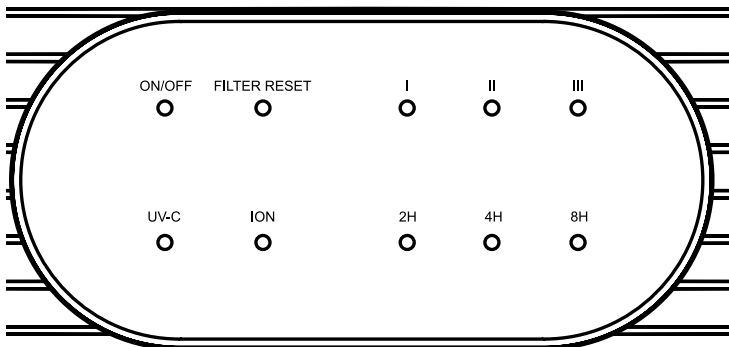 ON/OFF FILTER RESET I II III
UV-C ION 2H 4H 8H